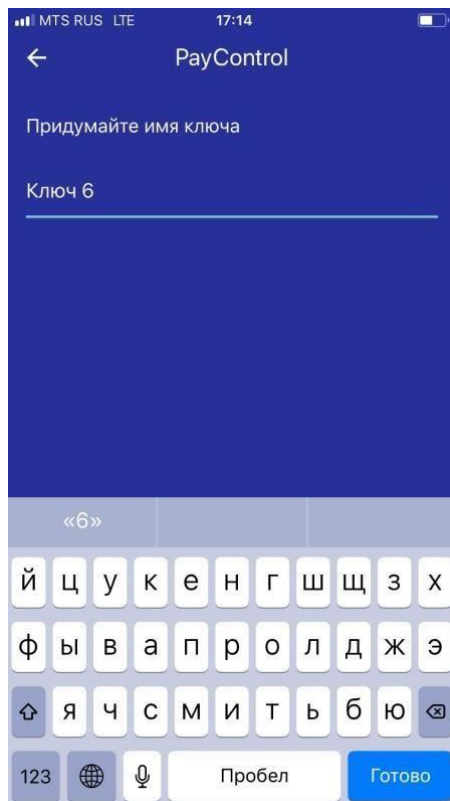 MTS RUS LTE 17:14
PayControl
Придумайте имя ключа
Ключ 6
«6»
й ц у к е н г ш щ з х
ф ы в а п р о л д ж э
я ч с м и т ь б ю
123 Пробел Готово